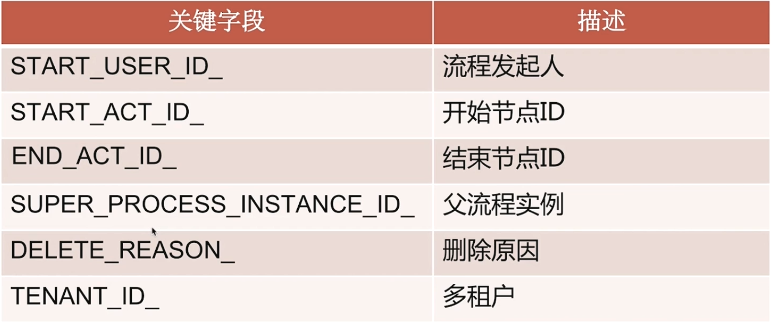 关键字段 描述
START_USER_ID_ 流程发起人
START_ACT_ID_ 开始节点ID
END_ACT_ID_ 结束节点ID
SUPER_PROCESS_INSTANCE_ID_ 父流程实例
DELETE_REASON_ 删除原因
TENANT_ID_ 多租户